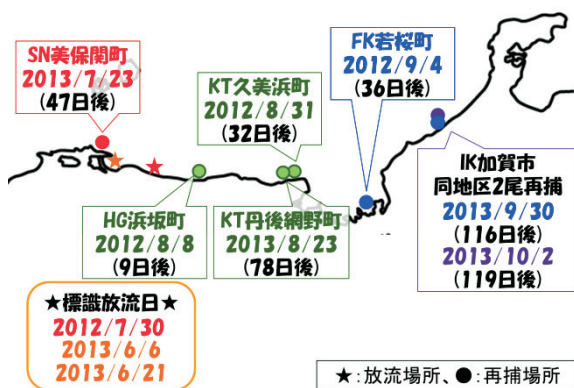 SN美保関町
2013/7/23
(47日後)
KT久美浜町
2012/8/31
(32日後)
FK若桜町
2012/9/4
(36日後)
HG浜坂町
2012/8/8
(9日後)
KT丹後網野町
2013/8/23
(78日後)
IK加賀市
同地区2尾再捕
2013/9/30
(116日後)
2013/10/2
(119日後)
★標識放流日★
2012/7/30
2013/6/6
2013/6/21
★:放流場所、●:再捕場所